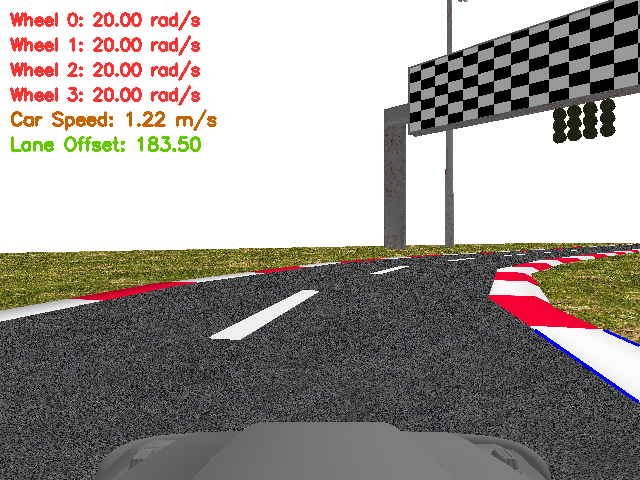 Wheel 0: 20.00 rad/s
Wheel 1: 20.00 rad/s
Wheel 2: 20.00 rad/s
Wheel 3: 20.00 rad/s
Car Speed: 1.22 m/s
Lane Offset: 183.50